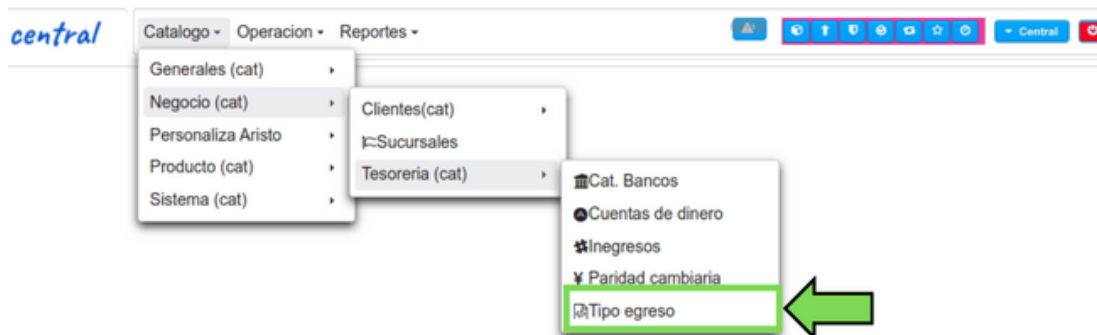 central
Catalogo Operacion Reportes
Central
Generales (cat)
Negocio (cat)
Personaliza Aristo
Producto (cat)
Sistema (cat)
Clientes(cat)
Sucursales
Tesoreria (cat)
Cat. Bancos
Cuentas de dinero
Inegresos
¥ Paridad cambiaria
Tipo egreso